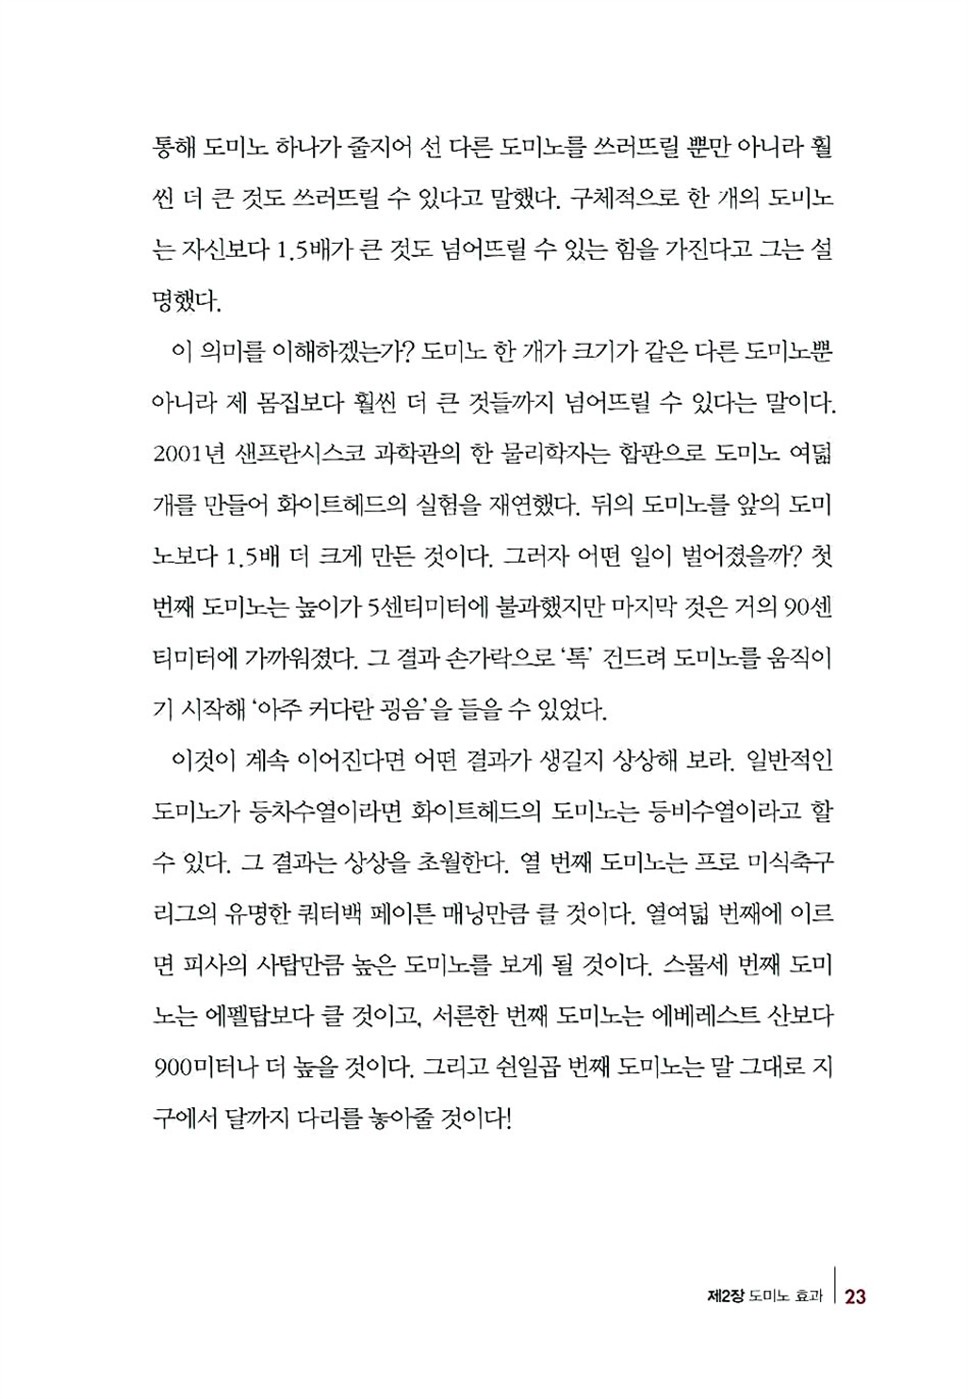 통해 도미노 하나가 줄지어 선 다른 도미노를 쓰러뜨릴 뿐만 아니라 훨
씬 더 큰 것도 쓰러뜨릴 수 있다고 말했다. 구체적으로 한 개의 도미노
는 자신보다 1.5배가 큰 것도 넘어뜨릴 수 있는 힘을 가진다고 그는 설
명했다.
이 의미를 이해하겠는가? 도미노 한 개가 크기가 같은 다른 도미노뿐
아니라 제 몸집보다 훨씬 더 큰 것들까지 넘어뜨릴 수 있다는 말이다.
2001년 샌프란시스코 과학관의 한 물리학자는 합판으로 도미노 여덟
개를 만들어 화이트헤드의 실험을 재연했다. 뒤의 도미노를 앞의 도미
노보다 1.5배 더 크게 만든 것이다. 그러자 어떤 일이 벌어졌을까? 첫
번째 도미노는 높이가 5센티미터에 불과했지만 마지막 것은 거의 90센
티미터에 가까워졌다. 그 결과 손가락으로 ‘톡’ 건드려 도미노를 움직이
기 시작해 ‘아주 커다란 굉음’을 들을 수 있었다.
이것이 계속 이어진다면 어떤 결과가 생길지 상상해 보라. 일반적인
도미노가 등차수열이라면 화이트헤드의 도미노는 등비수열이라고 할
수 있다. 그 결과는 상상을 초월한다. 열 번째 도미노는 프로 미식축구
리그의 유명한 쿼터백 페이튼 매닝만큼 클 것이다. 열여덟 번째에 이르
면 피사의 사탑만큼 높은 도미노를 보게 될 것이다. 스물세 번째 도미
노는 에펠탑보다 클 것이고, 서른한 번째 도미노는 에베레스트 산보다
900미터나 더 높을 것이다. 그리고 쉰일곱 번째 도미노는 말 그대로 지
구에서 달까지 다리를 놓아줄 것이다!
제2장 도미노 효과 23